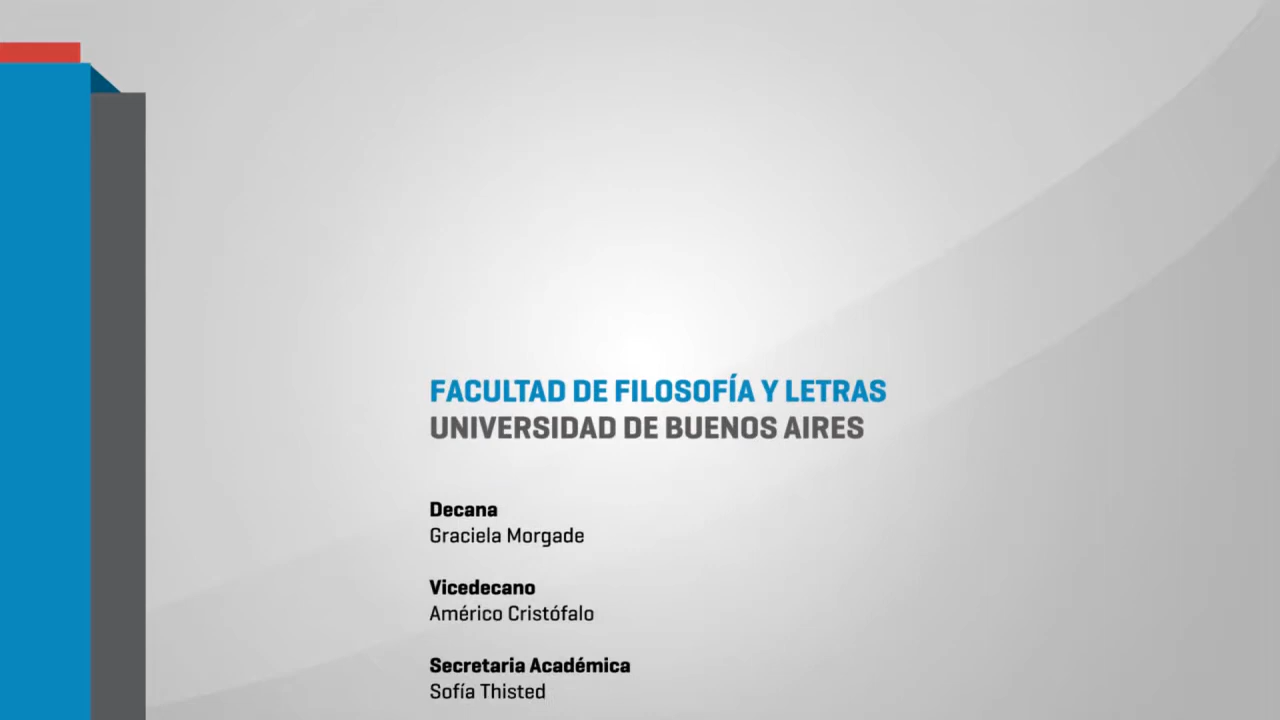 FACULTAD DE FILOSOFÍA Y LETRAS
UNIVERSIDAD DE BUENOS AIRES
Decana
Graciela Morgade
Vicedecano
Américo Cristófalo
Secretaria Académica
Sofía Thisted